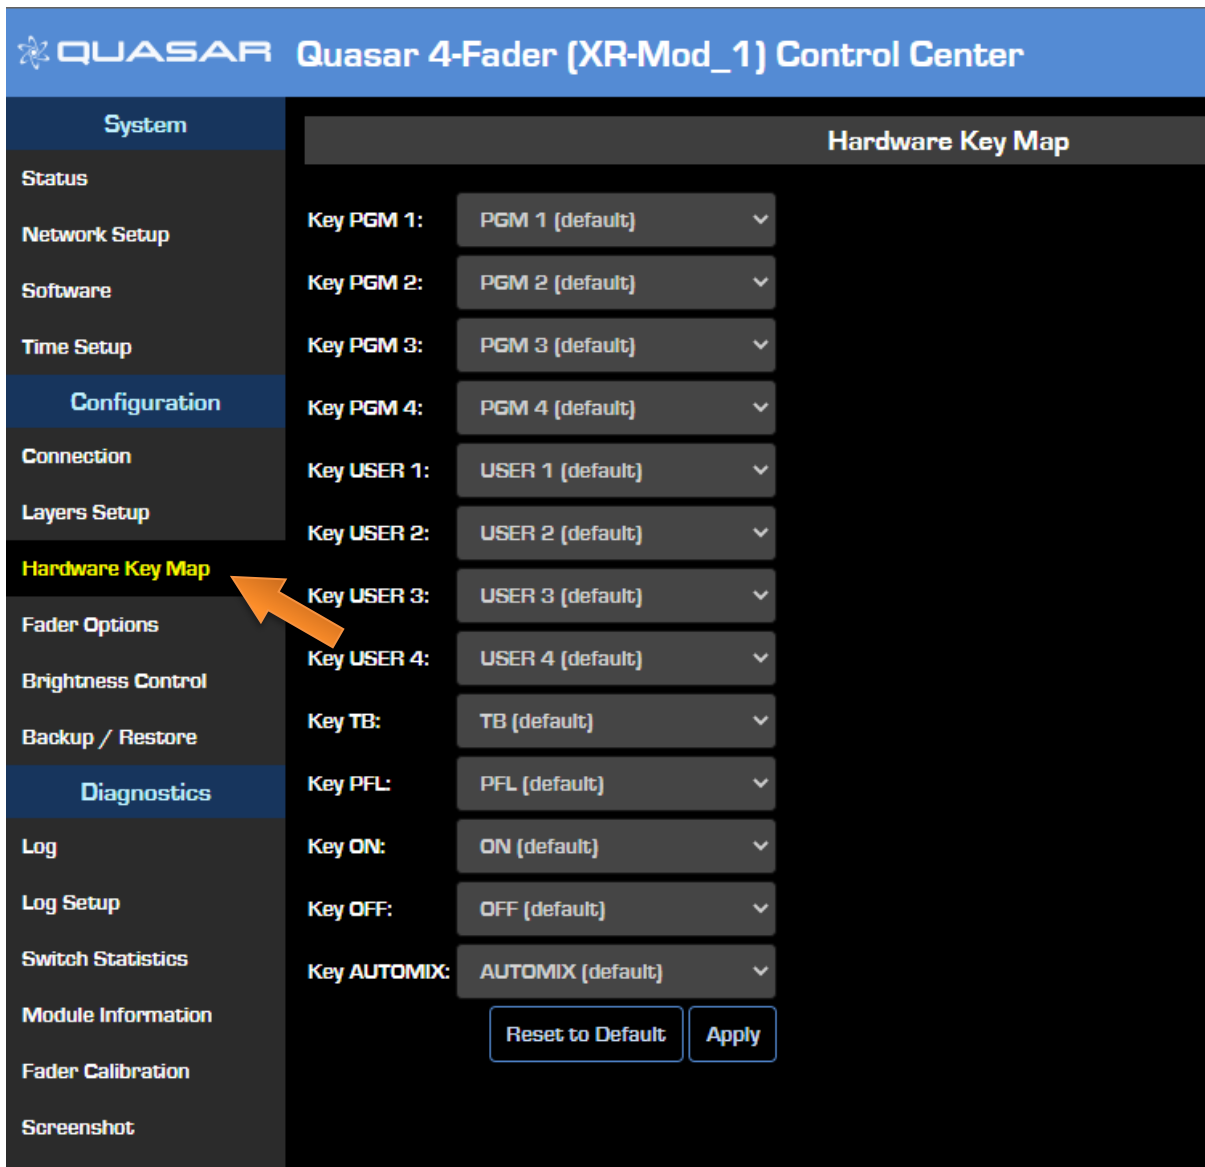 QUASAR Quasar 4-Fader (XR-Mod_1) Control Center
System
Status
Network Setup
Software
Time Setup
Configuration
Connection
Layers Setup
Hardware Key Map
Fader Options
Brightness Control
Backup / Restore
Diagnostics
Log
Log Setup
Switch Statistics
Module Information
Fader Calibration
Screenshot
Hardware Key Map
Key PGM 1: PGM 1 (default)
Key PGM 2: PGM 2 (default)
Key PGM 3: PGM 3 (default)
Key PGM 4: PGM 4 (default)
Key USER 1: USER 1 (default)
Key USER 2: USER 2 (default)
Key USER 3: USER 3 (default)
Key USER 4: USER 4 (default)
Key TB: TB (default)
Key PFL: PFL (default)
Key ON: ON (default)
Key OFF: OFF (default)
Key AUTOMIX: AUTOMIX (default)
Reset to Default Apply